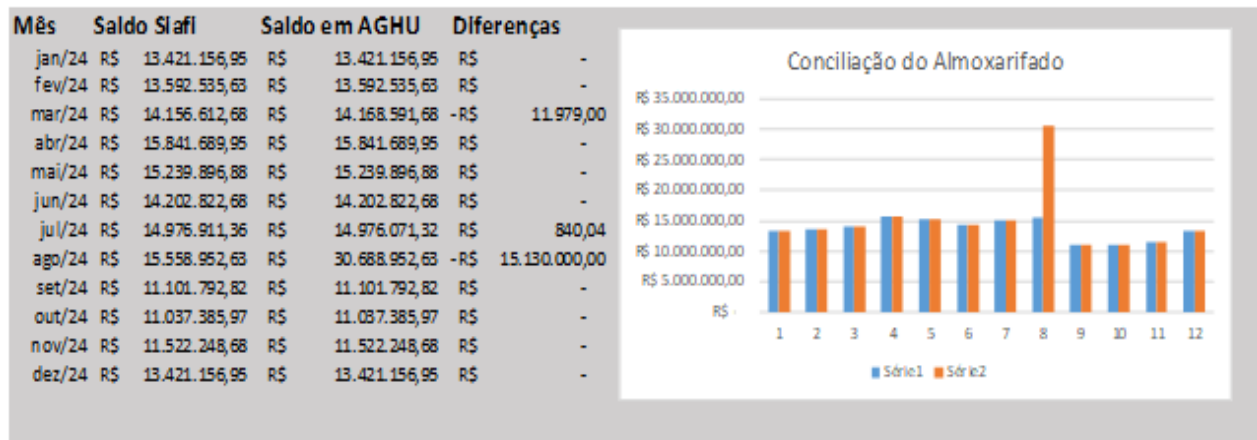 Mês Saldo Siafi Saldo em AGHU Diferenças
jan/24 R$ 13.421.156,95 R$ 13.421.156,95 R$ -
fev/24 R$ 13.592.535,63 R$ 13.592.535,63 R$ -
mar/24 R$ 14.156.612,68 R$ 14.168.591,68 -R$ 11.979,00
abr/24 R$ 15.841.689,95 R$ 15.841.689,95 R$ -
mai/24 R$ 15.239.896,88 R$ 15.239.896,88 R$ -
jun/24 R$ 14.202.822,68 R$ 14.202.822,68 R$ -
jul/24 R$ 14.976.911,36 R$ 14.976.071,32 R$ 840,04
ago/24 R$ 15.558.952,63 R$ 30.688.952,63 -R$ 15.130.000,00
set/24 R$ 11.101.792,82 R$ 11.101.792,82 R$ -
out/24 R$ 11.037.385,97 R$ 11.037.385,97 R$ -
nov/24 R$ 11.522.248,68 R$ 11.522.248,68 R$ -
dez/24 R$ 13.421.156,95 R$ 13.421.156,95 R$ -
Conciliação do Almoxarifado
R$ 35.000.000,00
R$ 30.000.000,00
R$ 25.000.000,00
R$ 20.000.000,00
R$ 15.000.000,00
R$ 10.000.000,00
R$ 5.000.000,00
R$ -
1 2 3 4 5 6 7 8 9 10 11 12
Série1 Série2